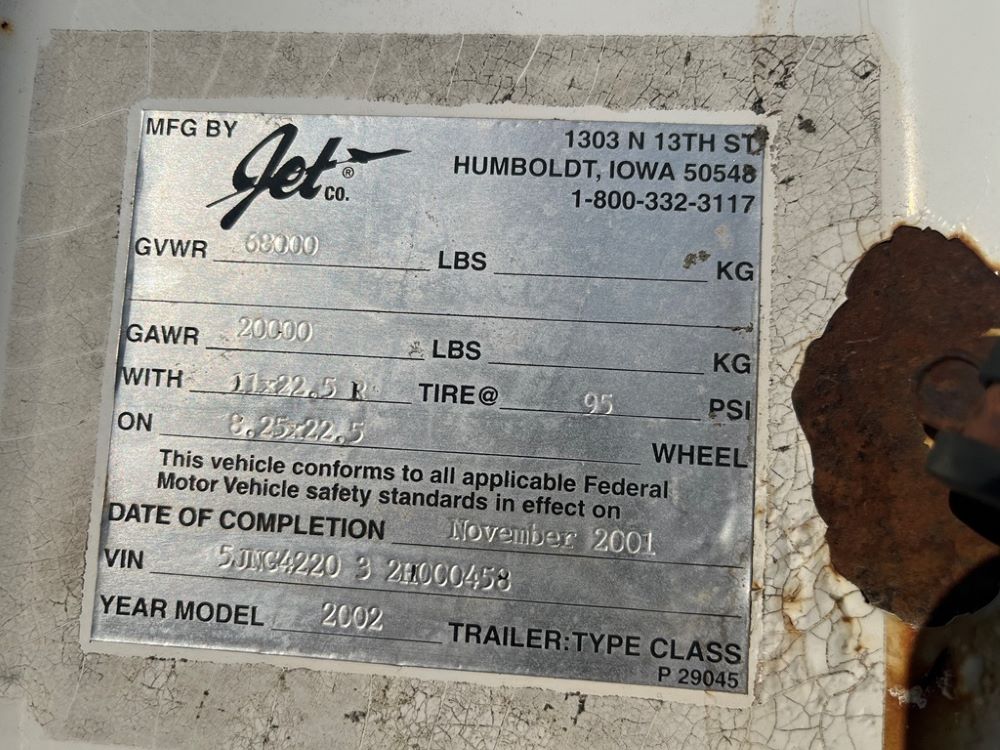 MFG BY Jet® CO.
1303 N 13TH ST
HUMBOLDT, IOWA 50548
1-800-332-3117
GVWR 68000 LBS KG
GAWR 20000 LBS KG
WITH 11x22.5 R TIRE@ 95 PSI
ON 8.25x22.5 WHEEL
This vehicle conforms to all applicable Federal
Motor Vehicle safety standards in effect on
DATE OF COMPLETION November 2001
VIN 5JNC4220 3 2H000458
YEAR MODEL 2002 TRAILER:TYPE CLASS
P 29045